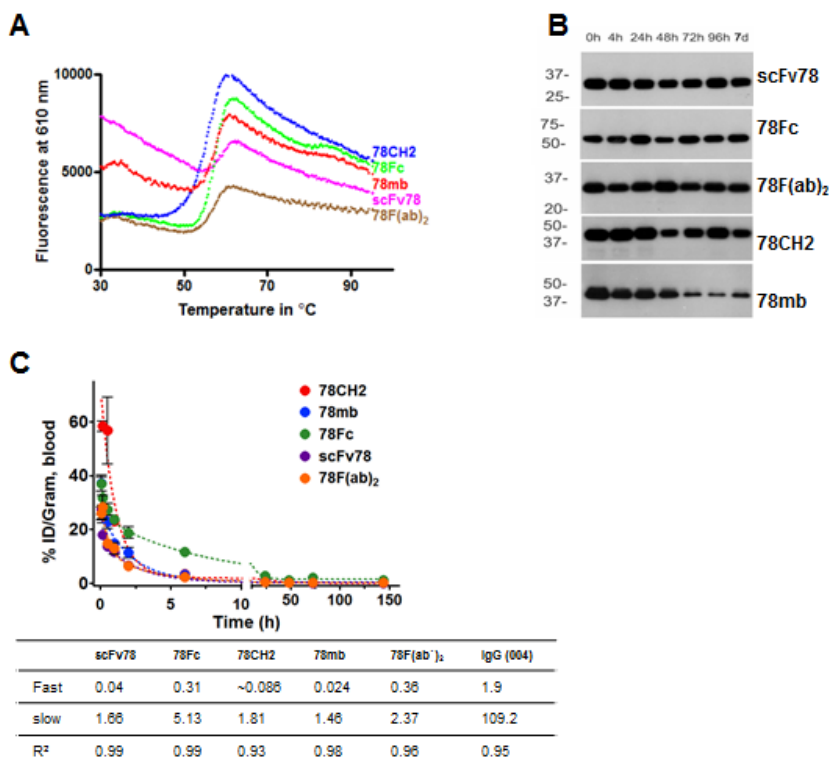 A
Fluorescence at 610 nm
10000
5000
0
30
50
70
90
Temperature in °C
78CH2
78Fc
78mb
scFv78
78F(ab)₂
B
0h 4h 24h 48h 72h 96h 7d
37-
25-
scFv78
75-
50-
78Fc
37-
20-
78F(ab)₂
50-
37-
78CH2
50-
37-
78mb
C
% ID/Gram, blood
60
40
20
0
0 5 10 50 100 150
Time (h)
78CH2
78mb
78Fc
scFv78
78F(ab)₂
scFv78 78Fc 78CH2 78mb 78F(ab`)₂ IgG (004)
Fast 0.04 0.31 ~0.086 0.024 0.36 1.9
slow 1.66 5.13 1.81 1.46 2.37 109.2
R² 0.99 0.99 0.93 0.98 0.96 0.95